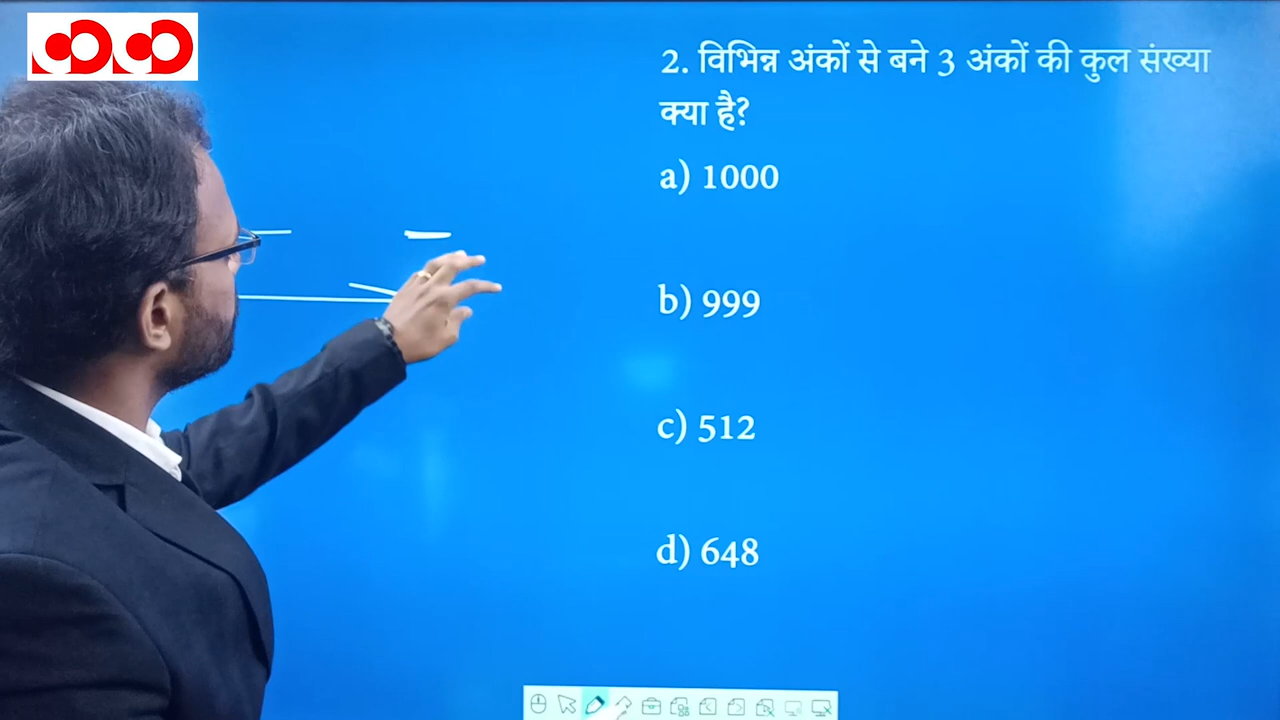 2. विभिन्न अंकों से बने 3 अंकों की कुल संख्या
क्या है?
a) 1000
b) 999
c) 512
d) 648